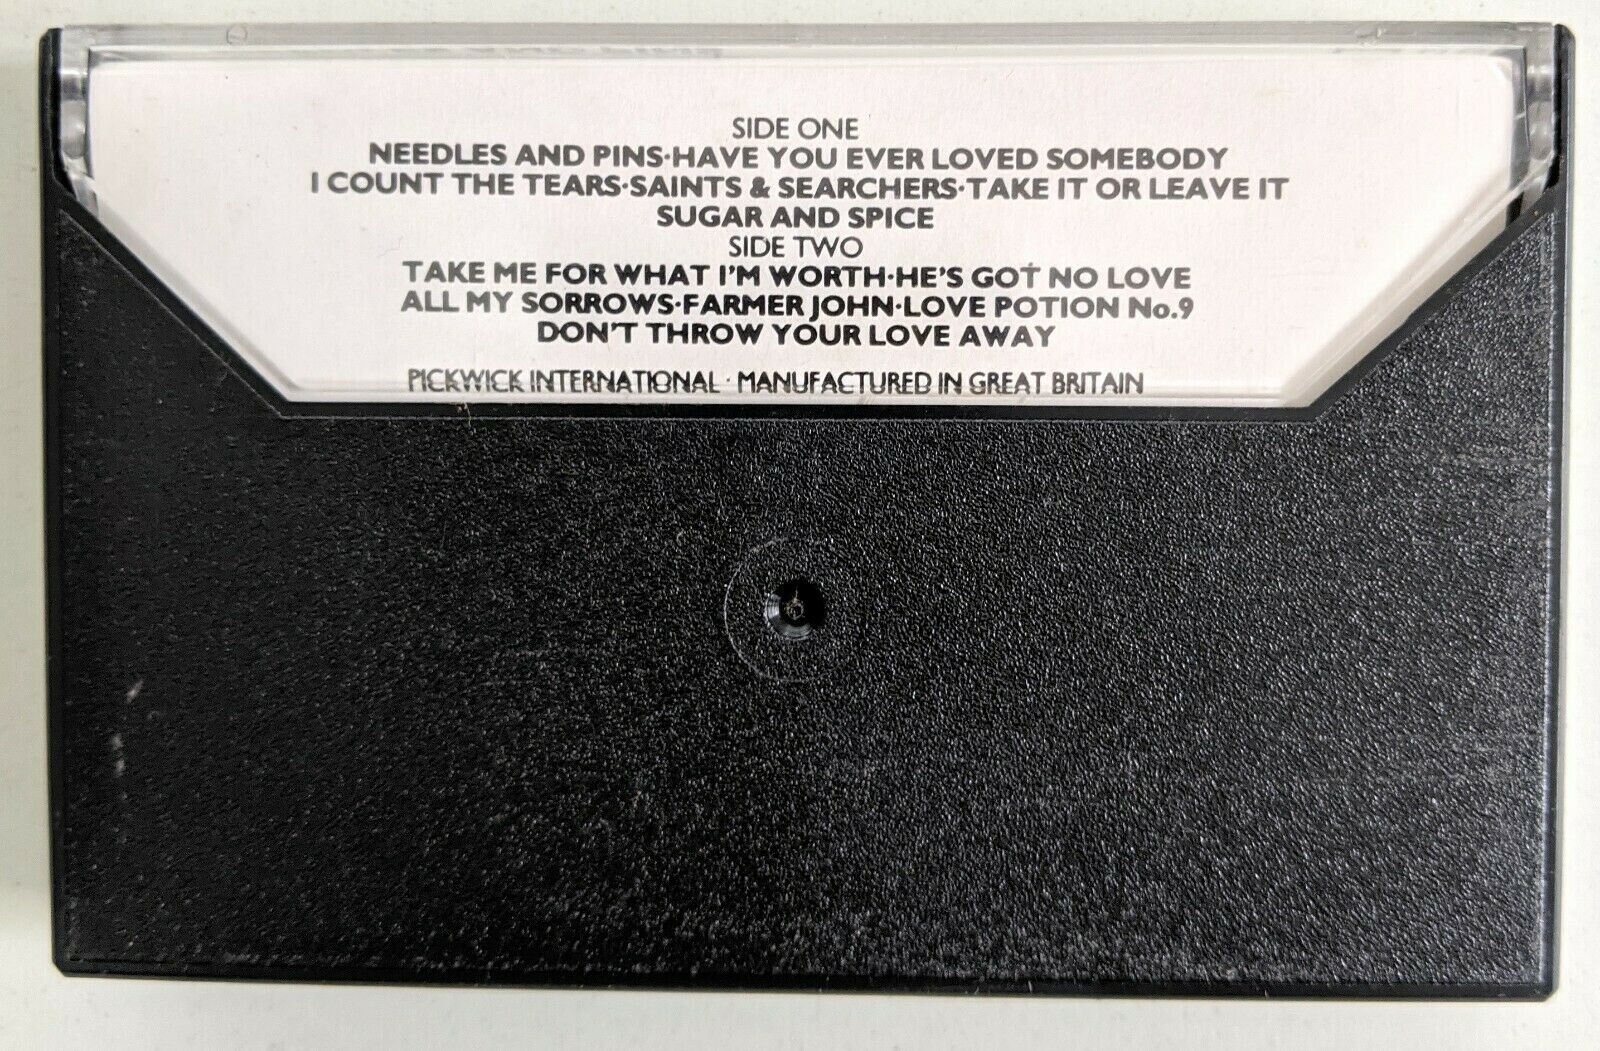 SIDE ONE
NEEDLES AND PINS·HAVE YOU EVER LOVED SOMEBODY
I COUNT THE TEARS·SAINTS & SEARCHERS·TAKE IT OR LEAVE IT
SUGAR AND SPICE
SIDE TWO
TAKE ME FOR WHAT I'M WORTH·HE'S GOT NO LOVE
ALL MY SORROWS·FARMER JOHN·LOVE POTION No.9
DON'T THROW YOUR LOVE AWAY
PICKWICK INTERNATIONAL · MANUFACTURED IN GREAT BRITAIN